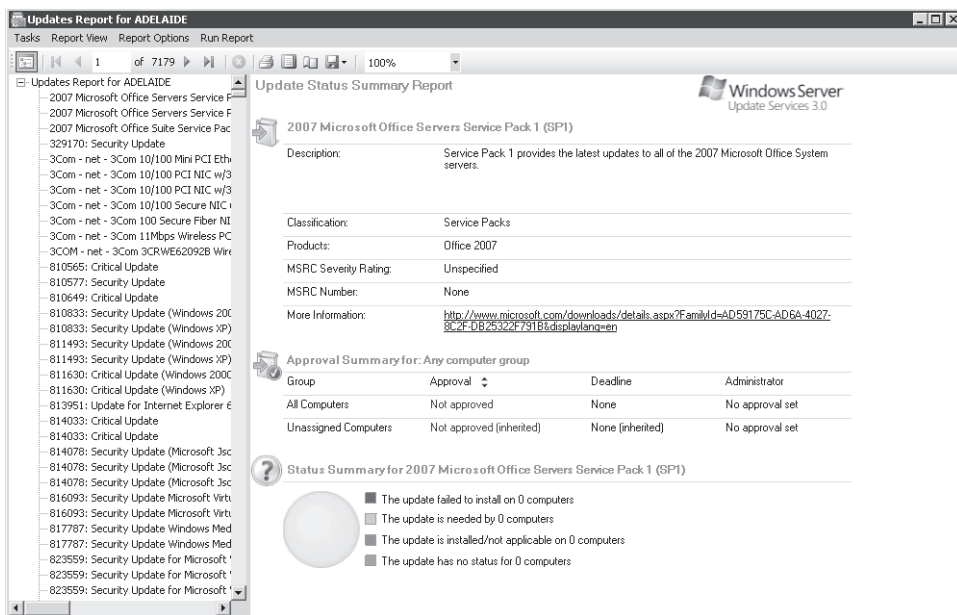 Updates Report for ADELAIDE
Tasks Report View Report Options Run Report
1 of 7179 100%
Updates Report for ADELAIDE
2007 Microsoft Office Servers Service P
2007 Microsoft Office Servers Service P
2007 Microsoft Office Suite Service Pac
329170: Security Update
3Com - net - 3Com 10/100 Mini PCI Eth
3Com - net - 3Com 10/100 PCI NIC w/3
3Com - net - 3Com 10/100 PCI NIC w/3
3Com - net - 3Com 10/100 Secure NIC
3Com - net - 3Com 100 Secure Fiber NI
3Com - net - 3Com 11Mbps Wireless PC
3COM - net - 3Com 3CRWE62092B Wire
810565: Critical Update
810577: Security Update
810649: Critical Update
810833: Security Update (Windows 200
810833: Security Update (Windows XP)
811493: Security Update (Windows 200
811493: Security Update (Windows XP)
811630: Critical Update (Windows 2000
811630: Critical Update (Windows XP)
813951: Update for Internet Explorer 6
814033: Critical Update
814033: Critical Update
814078: Security Update (Microsoft Jsc
814078: Security Update (Microsoft Jsc
814078: Security Update (Microsoft Jsc
816093: Security Update Microsoft Virtu
816093: Security Update Microsoft Virtu
817787: Security Update Windows Med
817787: Security Update Windows Med
823559: Security Update for Microsoft
823559: Security Update for Microsoft
823559: Security Update for Microsoft
Update Status Summary Report
Windows Server
Update Services 3.0
2007 Microsoft Office Servers Service Pack 1 (SP1)
Description: Service Pack 1 provides the latest updates to all of the 2007 Microsoft Office System
servers.
Classification: Service Packs
Products: Office 2007
MSRC Severity Rating: Unspecified
MSRC Number: None
More Information: http://www.microsoft.com/downloads/details.aspx?FamilyId=AD59175C-AD6A-4027-
8C2F-DB25322F791B&displaylang=en
Approval Summary for: Any computer group
Group Approval Deadline Administrator
All Computers Not approved None No approval set
Unassigned Computers Not approved (inherited) None (inherited) No approval set
Status Summary for 2007 Microsoft Office Servers Service Pack 1 (SP1)
The update failed to install on 0 computers
The update is needed by 0 computers
The update is installed/not applicable on 0 computers
The update has no status for 0 computers